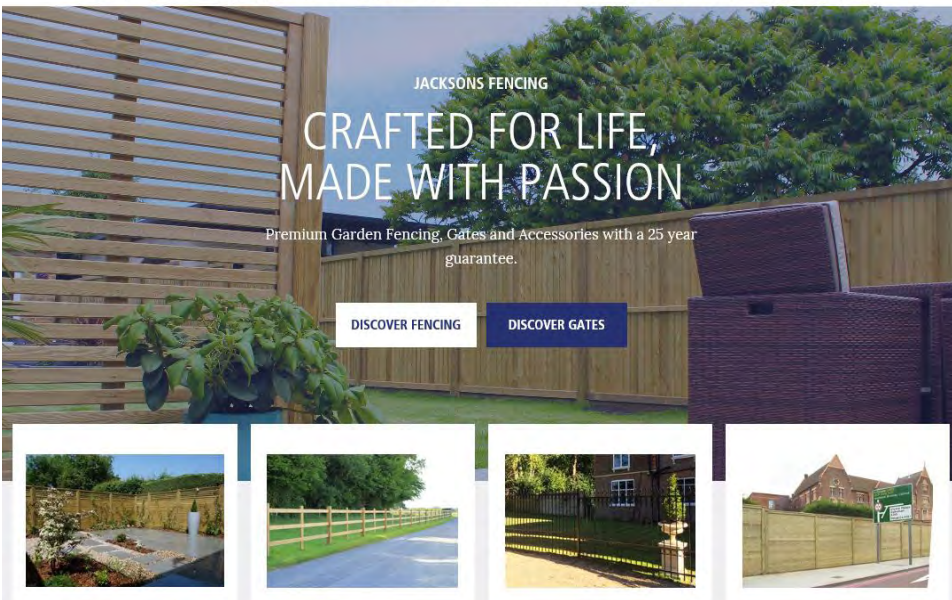 JACKSONS FENCING
CRAFTED FOR LIFE,
MADE WITH PASSION
Premium Garden Fencing, Gates and Accessories with a 25 year
guarantee.
DISCOVER FENCING
DISCOVER GATES